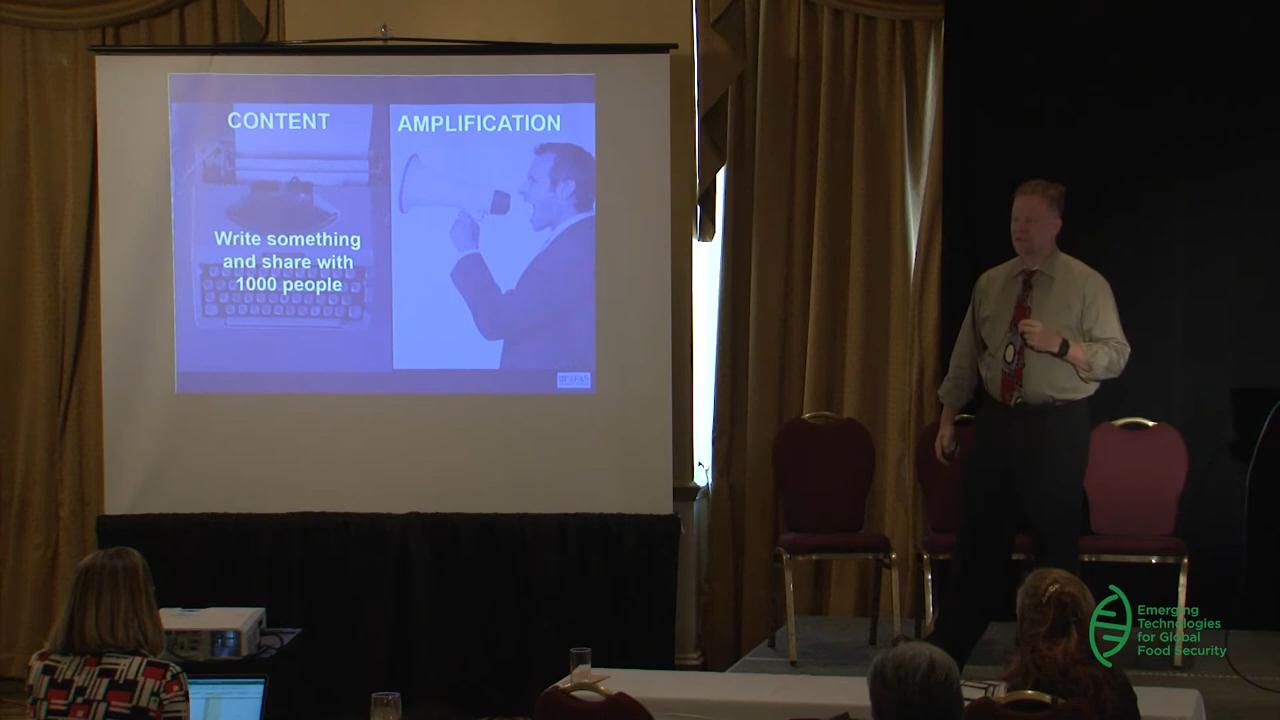 CONTENT
AMPLIFICATION
Write something
and share with
1000 people
Emerging
Technologies
for Global
Food Security